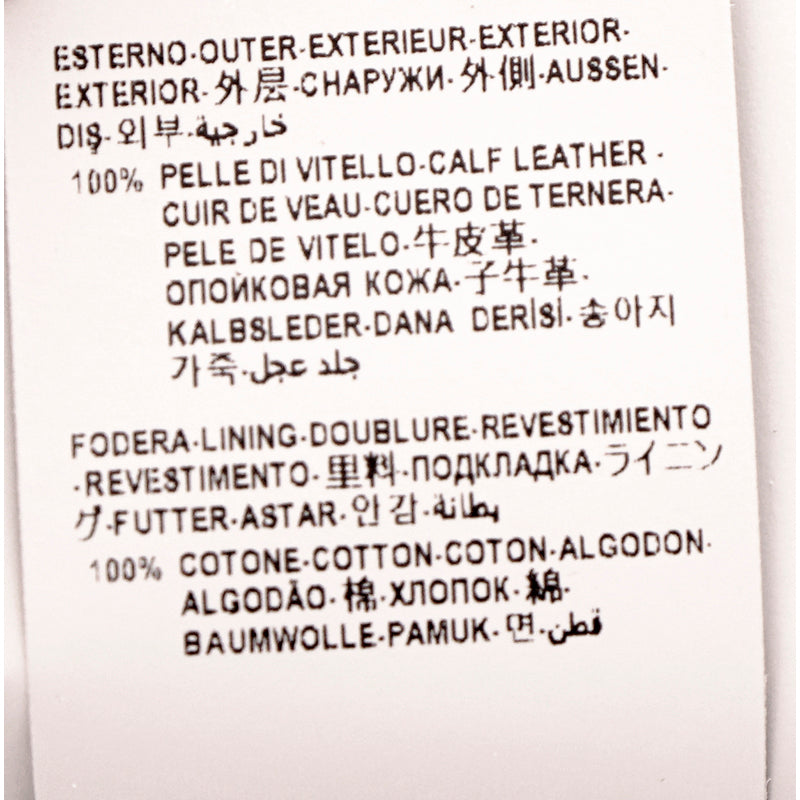 ESTERNO·OUTER·EXTERIEUR·EXTERIOR·
EXTERIOR·外层·СНАРУЖИ·外側·AUSSEN·
DIŞ·외부·خارجية
100% PELLE DI VITELLO·CALF LEATHER·
CUIR DE VEAU·CUERO DE TERNERA·
PELE DE VITELO·牛皮革·
ОПОЙКОВАЯ КОЖА·子牛革·
KALBSLEDER·DANA DERİSİ·송아지
가죽·جلد عجل
FODERA·LINING·DOUBLURE·REVESTIMIENTO
·REVESTIMENTO·里料·ПОДКЛАДКА·ライニン
グ·FUTTER·ASTAR·안감·بطانة
100% COTONE·COTTON·COTON·ALGODON·
ALGODÃO·棉·ХЛОПОК·綿·
BAUMWOLLE·PAMUK·면·قطن